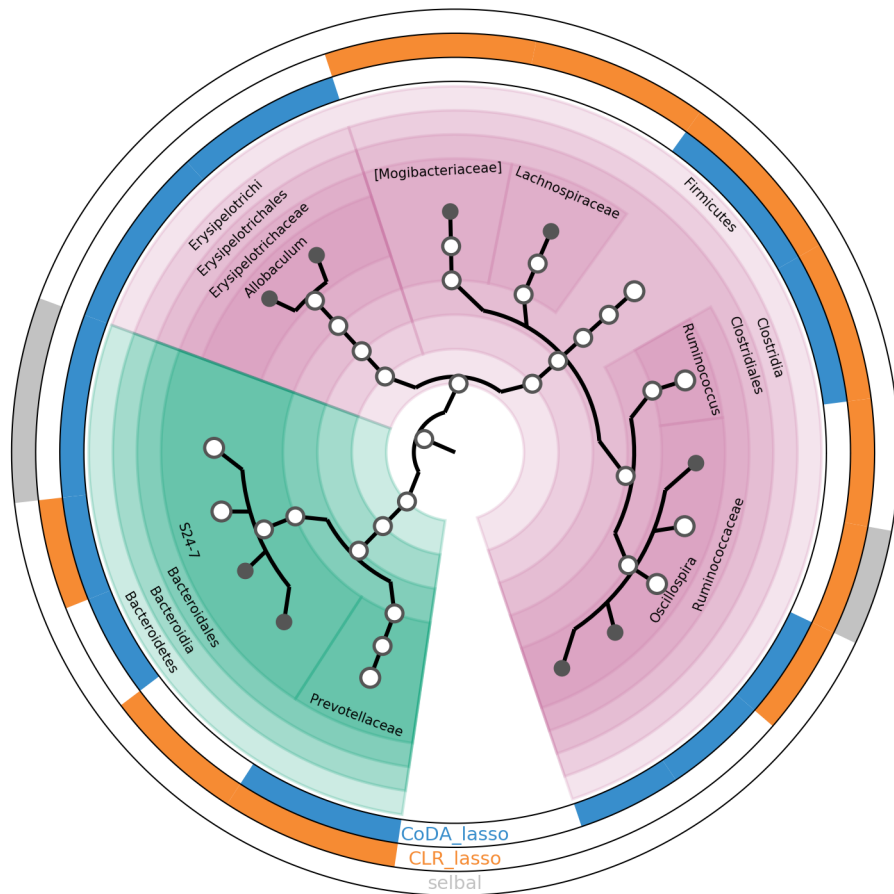 [Mogibacteriaceae]
Lachnospiraceae
Firmicutes
Erysipelotrichi
Erysipelotrichales
Erysipelotrichaceae
Allobaculum
Clostridia
Clostridiales
Ruminococcus
Ruminococcaceae
Oscillospira
S24-7
Bacteroidales
Bacteroidia
Bacteroidetes
Prevotellaceae
CoDA_lasso
CLR_lasso
selbal